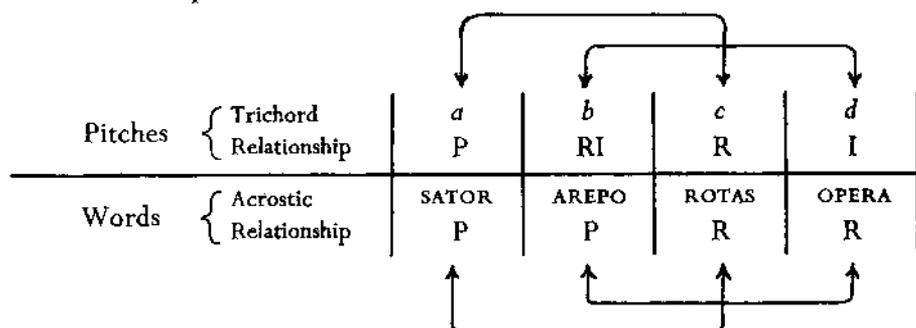 a b c d
Pitches { Trichord
Relationship P RI R I
Words { Acrostic SATOR AREPO ROTAS OPERA
Relationship P P R R